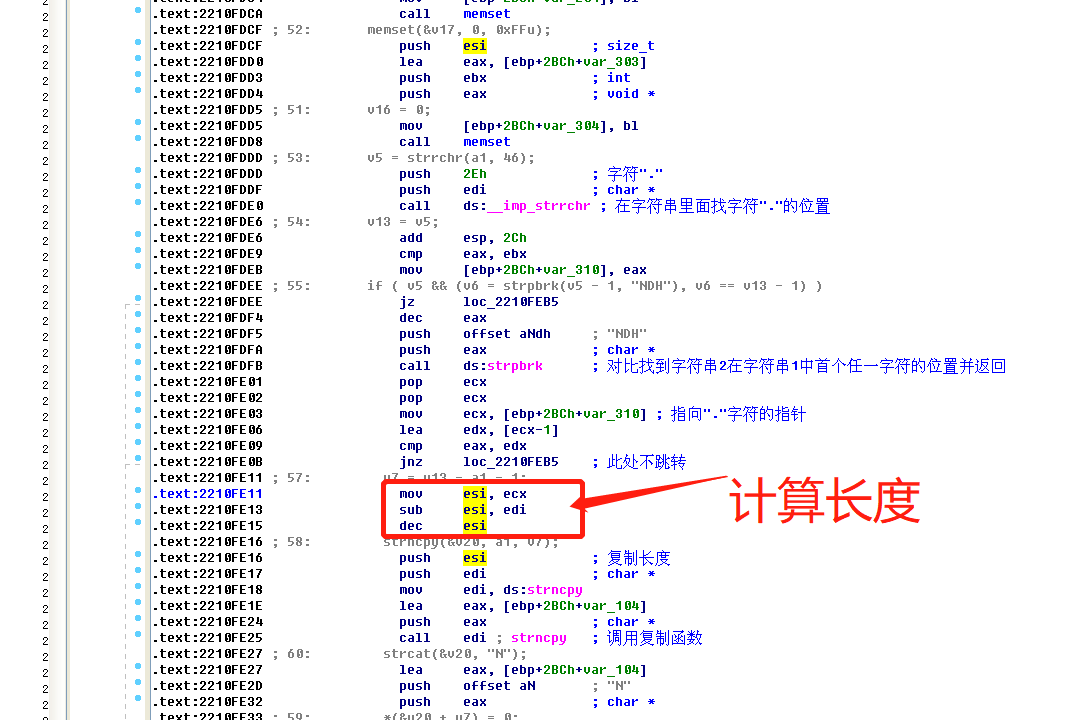 .text:2210FDCA call memset
.text:2210FDCF ; 52: memset(&v17, 0, 0xFFu);
.text:2210FDCF push esi ; size_t
.text:2210FDD0 lea eax, [ebp+2BCh+var_303]
.text:2210FDD3 push ebx ; int
.text:2210FDD4 push eax ; void *
.text:2210FDD5 ; 51: v16 = 0;
.text:2210FDD5 mov [ebp+2BCh+var_304], bl
.text:2210FDD8 call memset
.text:2210FDDD ; 53: v5 = strrchr(a1, 46);
.text:2210FDDD push 2Eh ; 字符"."
.text:2210FDDF push edi ; char *
.text:2210FDE0 call ds:__imp_strrchr ; 在字符串里面找字符"."的位置
.text:2210FDE6 ; 54: v13 = v5;
.text:2210FDE6 add esp, 2Ch
.text:2210FDE9 cmp eax, ebx
.text:2210FDEB mov [ebp+2BCh+var_310], eax
.text:2210FDEE ; 55: if ( v5 && (v6 = strpbrk(v5 - 1, "NDH"), v6 == v13 - 1) )
.text:2210FDEE jz loc_2210FEB5
.text:2210FDF4 dec eax
.text:2210FDF5 push offset aNdh ; "NDH"
.text:2210FDFA push eax ; char *
.text:2210FDFB call ds:strpbrk ; 对比找到字符串2在字符串1中首个任一字符的位置并返回
.text:2210FE01 pop ecx
.text:2210FE02 pop ecx
.text:2210FE03 mov ecx, [ebp+2BCh+var_310] ; 指向"."字符的指针
.text:2210FE06 lea edx, [ecx-1]
.text:2210FE09 cmp eax, edx
.text:2210FE0B jnz loc_2210FEB5 ; 此处不跳转
.text:2210FE11 ; 57: v7 = v13 - a1 - 1;
.text:2210FE11 mov esi, ecx
计算长度
.text:2210FE13 sub esi, edi
.text:2210FE15 dec esi
.text:2210FE16 ; 58: strncpy(&v20, a1, v7);
.text:2210FE16 push esi ; 复制长度
.text:2210FE17 push edi ; char *
.text:2210FE18 mov edi, ds:strncpy
.text:2210FE1E lea eax, [ebp+2BCh+var_104]
.text:2210FE24 push eax ; char *
.text:2210FE25 call edi ; strncpy ; 调用复制函数
.text:2210FE27 ; 60: strcat(&v20, "N");
.text:2210FE27 lea eax, [ebp+2BCh+var_104]
.text:2210FE2D push offset aN ; "N"
.text:2210FE32 push eax ; char *
.text:2210FE33 ; 59: *(&v20 + v7) = 0;